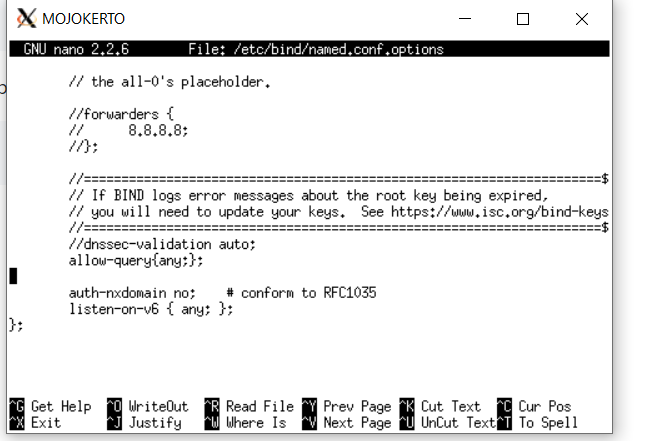 MOJOKERTO
GNU nano 2.2.6 File: /etc/bind/named.conf.options
// the all-0's placeholder.
//forwarders {
// 8.8.8.8;
//};
//=====================================================================$
// If BIND logs error messages about the root key being expired,
// you will need to update your keys. See https://www.isc.org/bind-keys
//=====================================================================$
//dnssec-validation auto;
allow-query{any;};
auth-nxdomain no; # conform to RFC1035
listen-on-v6 { any; };
};
^G Get Help ^O WriteOut ^R Read File ^Y Prev Page ^K Cut Text ^C Cur Pos
^X Exit ^J Justify ^W Where Is ^V Next Page ^U UnCut Text ^T To Spell